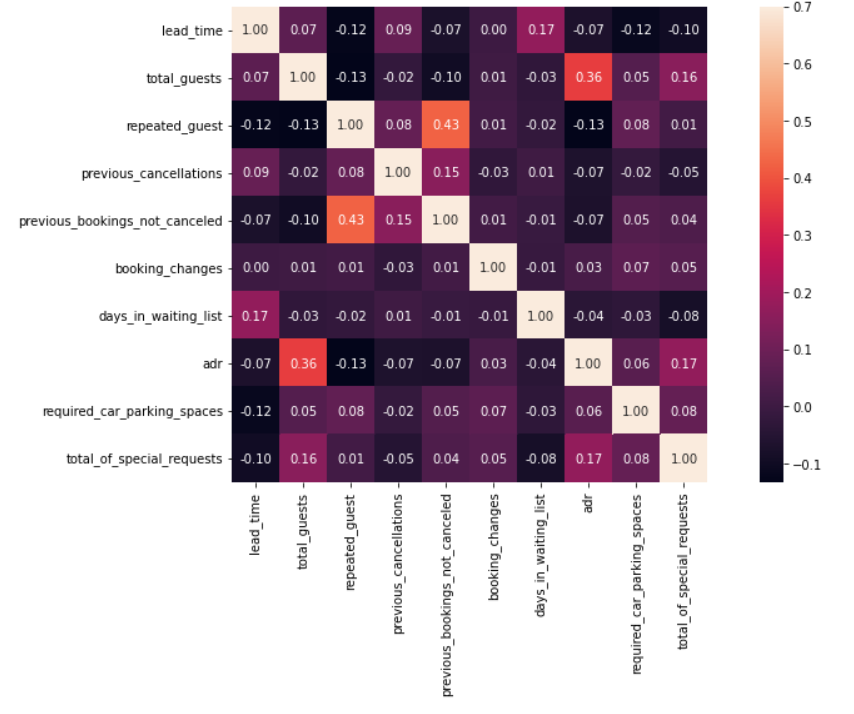 lead_time 1.00 0.07 -0.12 0.09 -0.07 0.00 0.17 -0.07 -0.12 -0.10
total_guests 0.07 1.00 -0.13 -0.02 -0.10 0.01 -0.03 0.36 0.05 0.16
repeated_guest -0.12 -0.13 1.00 0.08 0.43 0.01 -0.02 -0.13 0.08 0.01
previous_cancellations 0.09 -0.02 0.08 1.00 0.15 -0.03 0.01 -0.07 -0.02 -0.05
previous_bookings_not_canceled -0.07 -0.10 0.43 0.15 1.00 0.01 -0.01 -0.07 0.05 0.04
booking_changes 0.00 0.01 0.01 -0.03 0.01 1.00 -0.01 0.03 0.07 0.05
days_in_waiting_list 0.17 -0.03 -0.02 0.01 -0.01 -0.01 1.00 -0.04 -0.03 -0.08
adr -0.07 0.36 -0.13 -0.07 -0.07 0.03 -0.04 1.00 0.06 0.17
required_car_parking_spaces -0.12 0.05 0.08 -0.02 0.05 0.07 -0.03 0.06 1.00 0.08
total_of_special_requests -0.10 0.16 0.01 -0.05 0.04 0.05 -0.08 0.17 0.08 1.00
lead_time
total_guests
repeated_guest
previous_cancellations
previous_bookings_not_canceled
booking_changes
days_in_waiting_list
adr
required_car_parking_spaces
total_of_special_requests
0.7
0.6
0.5
0.4
0.3
0.2
0.1
0.0
−0.1